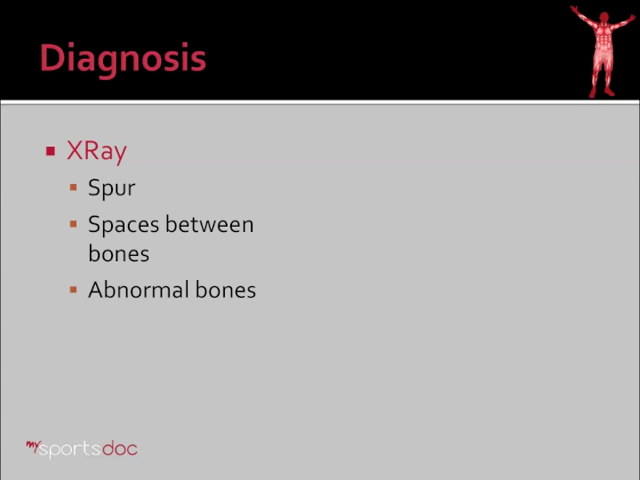 Diagnosis
XRay
Spur
Spaces between
bones
Abnormal bones
mysportsdoc